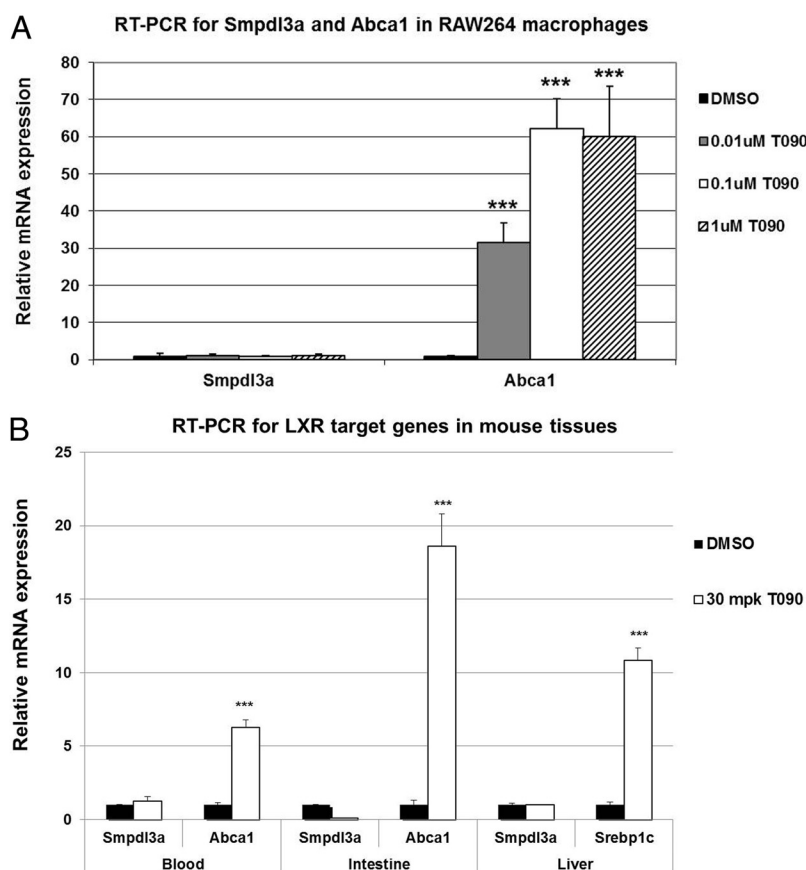 A
RT-PCR for Smpdl3a and Abca1 in RAW264 macrophages
Relative mRNA expression
80
70
60
50
40
30
20
10
0
***
***
***
Smpdl3a
Abca1
DMSO
0.01uM T090
0.1uM T090
1uM T090
B
RT-PCR for LXR target genes in mouse tissues
Relative mRNA expression
25
20
15
10
5
0
***
***
***
Smpdl3a Abca1 Smpdl3a Abca1 Smpdl3a Srebp1c
Blood Intestine Liver
DMSO
30 mpk T090